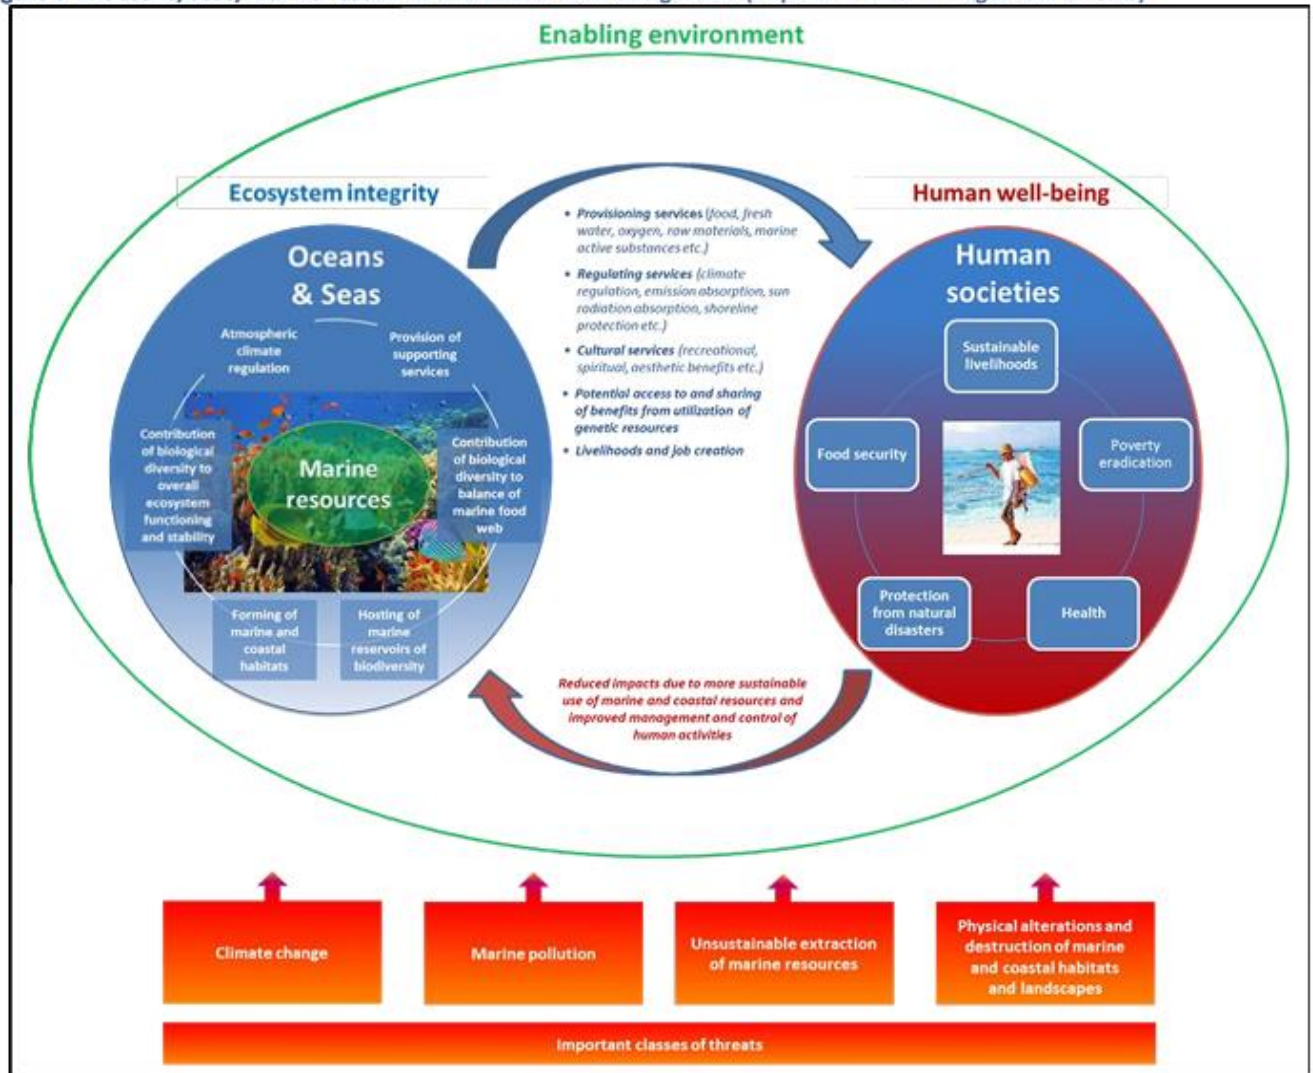 Enabling environment
Ecosystem integrity
Human well-being
Oceans
& Seas
Atmospheric
climate
regulation
Provision of
supporting
services
Contribution
of biological
diversity to
overall
ecosystem
functioning
and stability
Marine
resources
Contribution
of biological
diversity to
balance of
marine food
web
Forming of
marine and
coastal
habitats
Hosting of
marine
reservoirs of
biodiversity
• Provisioning services (food, fresh
water, oxygen, raw materials, marine
active substances etc.)
• Regulating services (climate
regulation, emission absorption, sun
radiation absorption, shoreline
protection etc.)
• Cultural services (recreational,
spiritual, aesthetic benefits etc.)
• Potential access to and sharing
of benefits from utilization of
genetic resources
• Livelihoods and job creation
Human
societies
Sustainable
livelihoods
Food security
Poverty
eradication
Protection
from natural
disasters
Health
Reduced impacts due to more sustainable
use of marine and coastal resources and
improved management and control of
human activities
Climate change
Marine pollution
Unsustainable extraction
of marine resources
Physical alterations and
destruction of marine
and coastal habitats
and landscapes
Important classes of threats